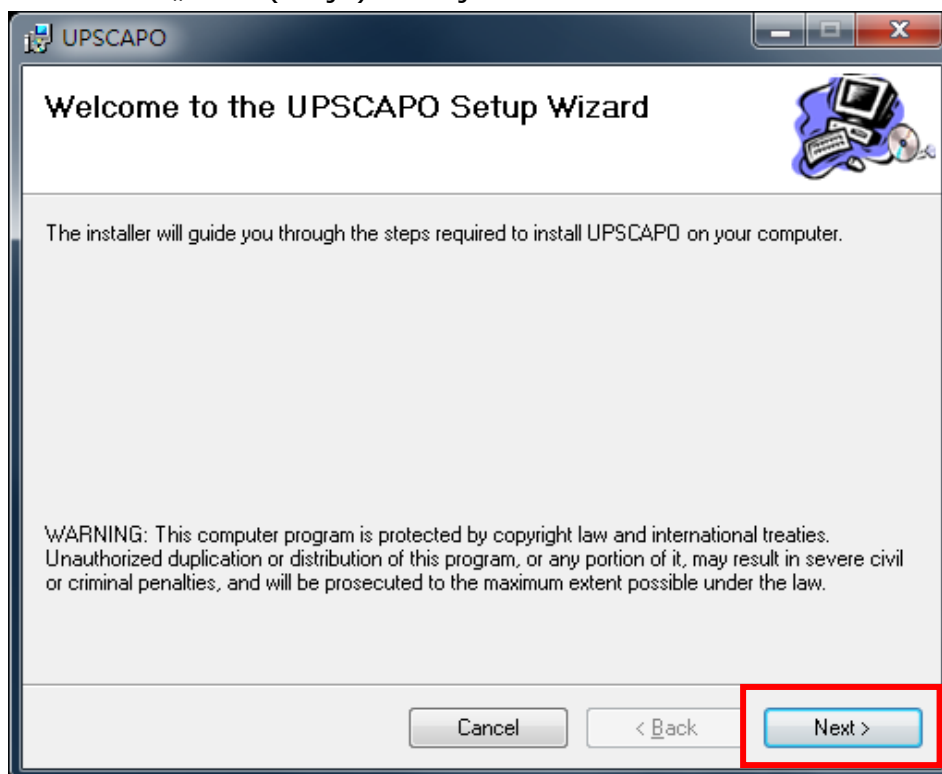 UPSCAPO
Welcome to the UPSCAPO Setup Wizard
The installer will guide you through the steps required to install UPSCAPO on your computer.
WARNING: This computer program is protected by copyright law and international treaties.
Unauthorized duplication or distribution of this program, or any portion of it, may result in severe civil
or criminal penalties, and will be prosecuted to the maximum extent possible under the law.
Cancel
< Back
Next >